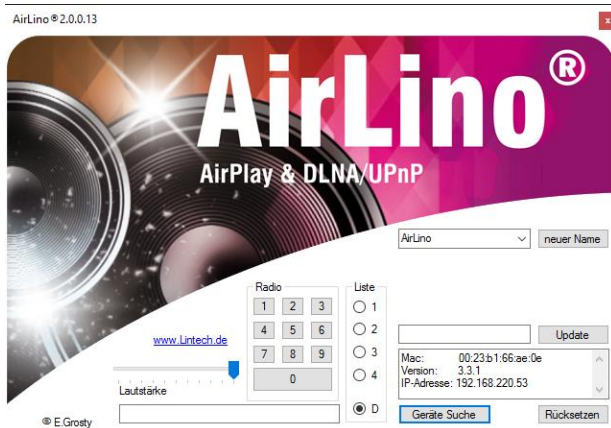 AirLino ® 2.0.0.13
x
AirLino®
AirPlay & DLNA/UPnP
AirLino
neuer Name
Radio
1 2 3
4 5 6
7 8 9
0
Liste
1
2
3
4
D
www.Lintech.de
Update
Mac: 00:23:b1:66:ae:0e
Version: 3.3.1
IP-Adresse: 192.168.220.53
Lautstärke
Geräte Suche
Rücksetzen
© E.Grosty